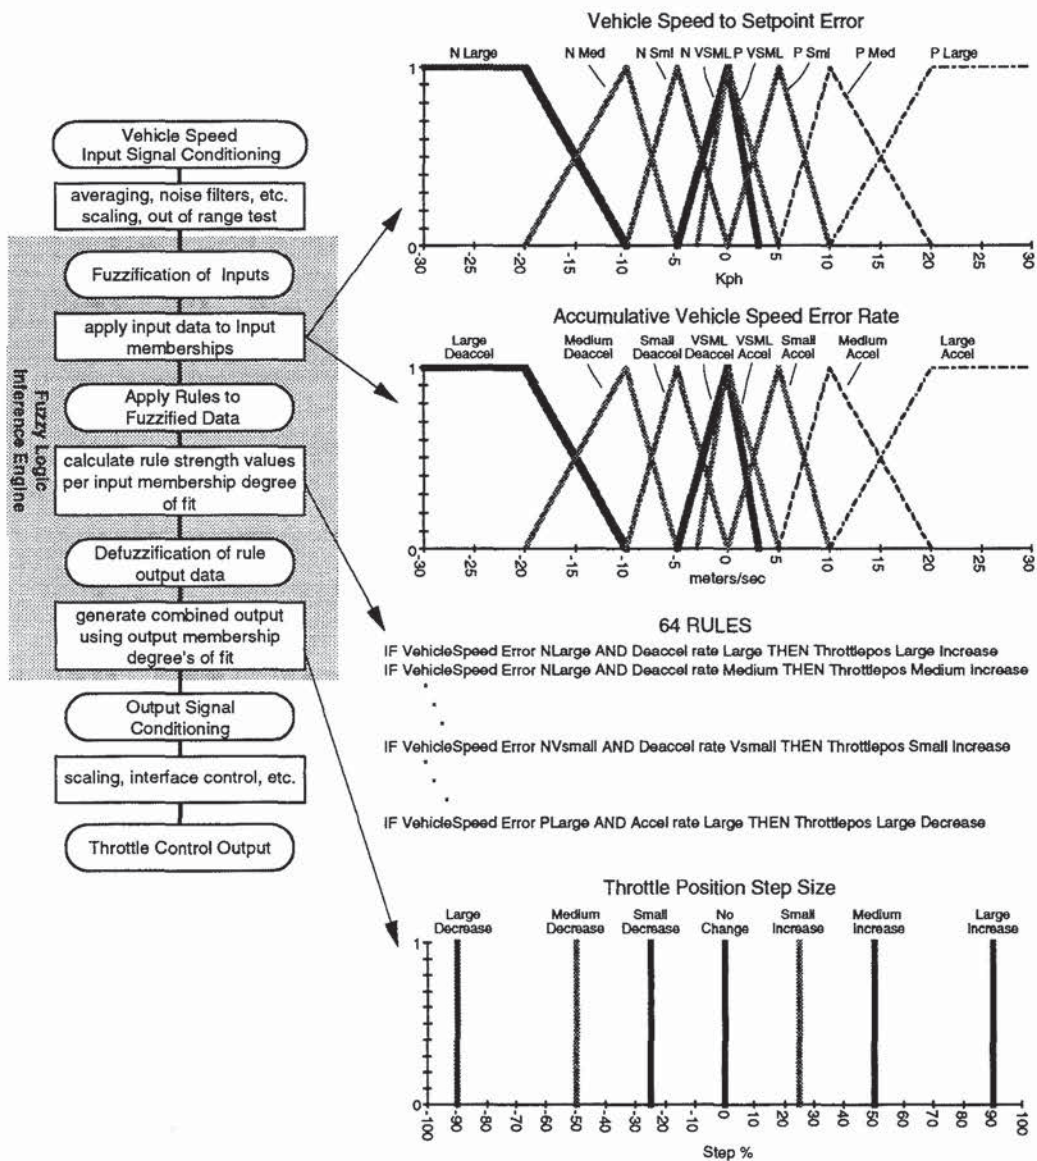 Vehicle Speed
Input Signal Conditioning
averaging, noise filters, etc.
scaling, out of range test
Fuzzy Logic
Inference Engine
Fuzzification of Inputs
apply input data to Input
memberships
Apply Rules to
Fuzzified Data
calculate rule strength values
per input membership degree
of fit
Defuzzification of rule
output data
generate combined output
using output membership
degree's of fit
Output Signal
Conditioning
scaling, interface control, etc.
Throttle Control Output
Vehicle Speed to Setpoint Error
N Large N Med N Sml N VSML P VSML P Sml P Med P Large
1
0
-30 -25 -20 -15 -10 -5 0 5 10 15 20 25 30
Kph
Accumulative Vehicle Speed Error Rate
Large Deaccel
Medium Deaccel
Small Deaccel
VSML Deaccel
VSML Accel
Small Accel
Medium Accel
Large Accel
1
0
-30 -25 -20 -15 -10 -5 0 5 10 15 20 25 30
meters/sec
64 RULES
IF VehicleSpeed Error NLarge AND Deaccel rate Large THEN Throttlepos Large Increase
IF VehicleSpeed Error NLarge AND Deaccel rate Medium THEN Throttlepos Medium Increase
IF VehicleSpeed Error NVsmall AND Deaccel rate Vsmall THEN Throttlepos Small Increase
IF VehicleSpeed Error PLarge AND Accel rate Large THEN Throttlepos Large Decrease
Throttle Position Step Size
Large Decrease
Medium Decrease
Small Decrease
No Change
Small Increase
Medium Increase
Large Increase
1
0
-100 -90 -80 -70 -60 -50 -40 -30 -20 -10 0 10 20 30 40 50 60 70 80 90 100
Step %